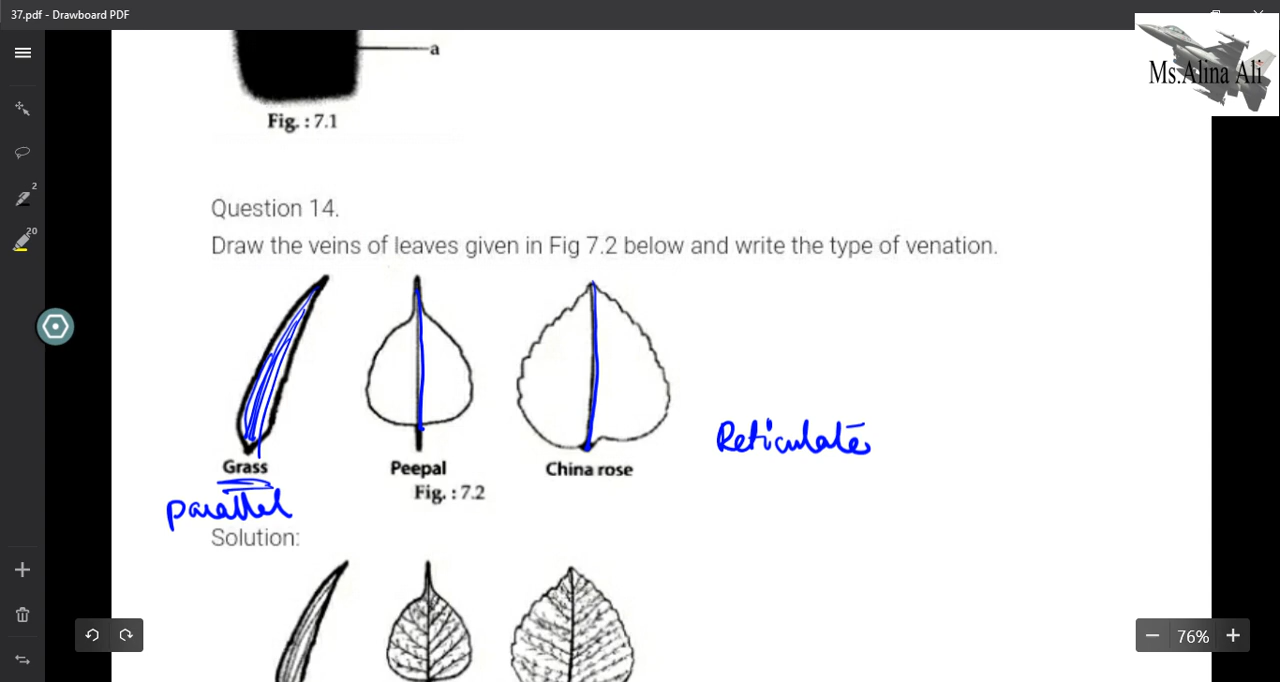 37.pdf - Drawboard PDF
Ms.Alina Ali
a
Fig. : 7.1
2
20
Question 14.
Draw the veins of leaves given in Fig 7.2 below and write the type of venation.
Reticulate
Grass
Peepal
China rose
Fig. : 7.2
parallel
Solution:
76%